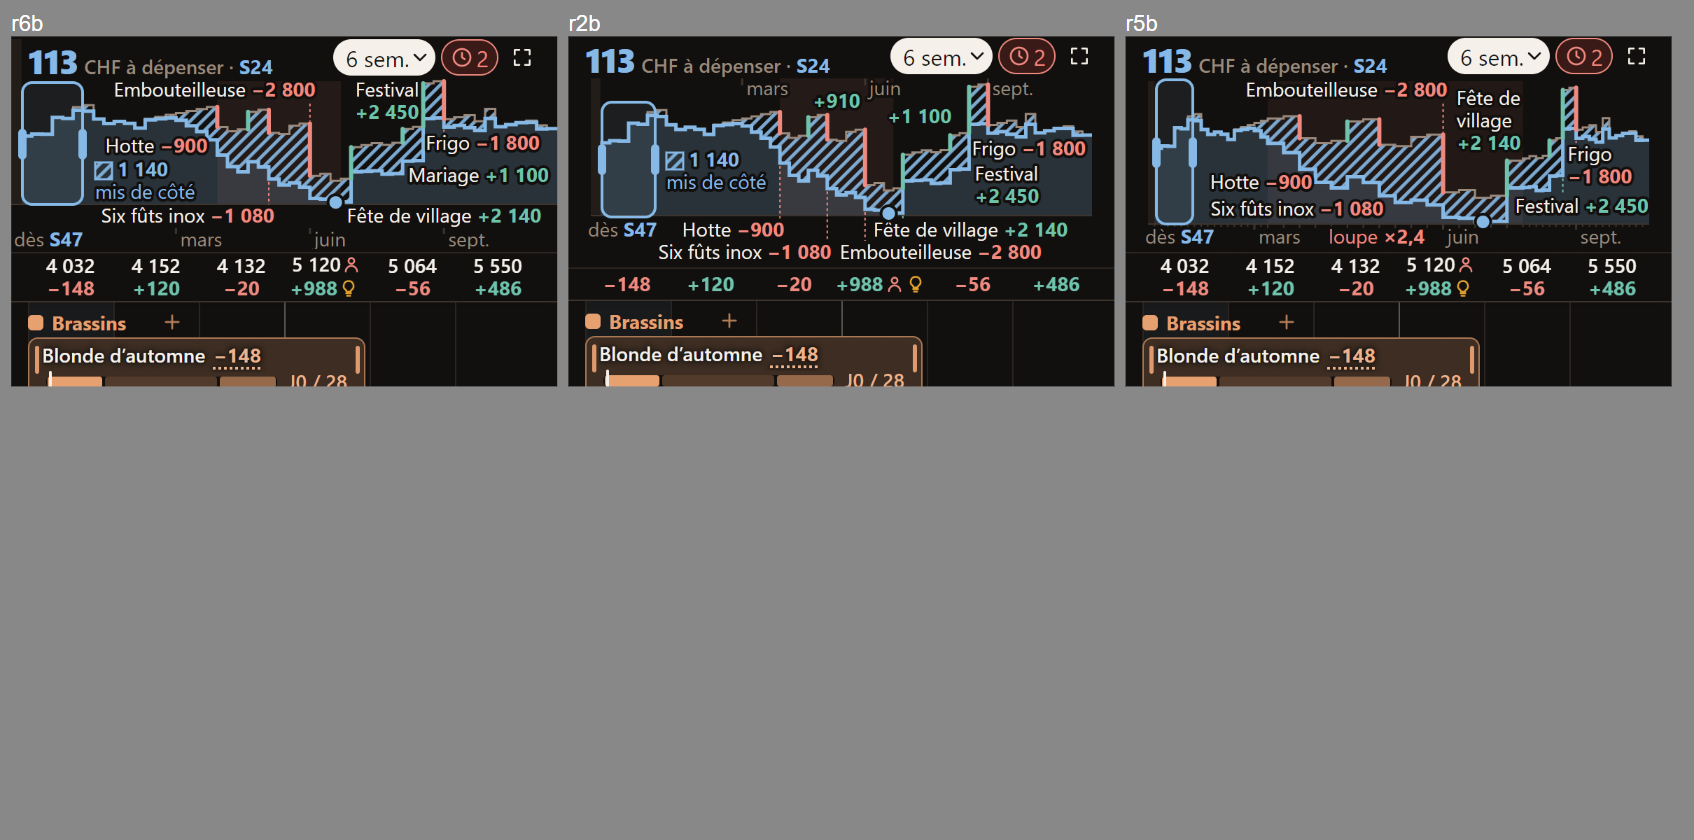 r6b
113 CHF à dépenser · S24
6 sem.
2
Embouteilleuse −2 800
Festival
+2 450
Hotte −900
Frigo −1 800
1 140
mis de côté
Mariage +1 100
Six fûts inox −1 080
Fête de village +2 140
dès S47
mars
juin
sept.
4 032 4 152 4 132 5 120 5 064 5 550
−148 +120 −20 +988 −56 +486
Brassins +
Blonde d’automne −148
J0 / 28
r2b
113 CHF à dépenser · S24
6 sem.
2
mars
juin
sept.
+910
+1 100
Frigo −1 800
1 140
mis de côté
Festival
+2 450
dès S47
Hotte −900
Fête de village +2 140
Six fûts inox −1 080
Embouteilleuse −2 800
−148 +120 −20 +988 −56 +486
Brassins +
Blonde d’automne −148
J0 / 28
r5b
113 CHF à dépenser · S24
6 sem.
2
Embouteilleuse −2 800
Fête de
village
+2 140
Frigo
−1 800
Hotte −900
Six fûts inox −1 080
Festival +2 450
dès S47
mars
loupe ×2,4
juin
sept.
4 032 4 152 4 132 5 120 5 064 5 550
−148 +120 −20 +988 −56 +486
Brassins +
Blonde d’automne −148
J0 / 28